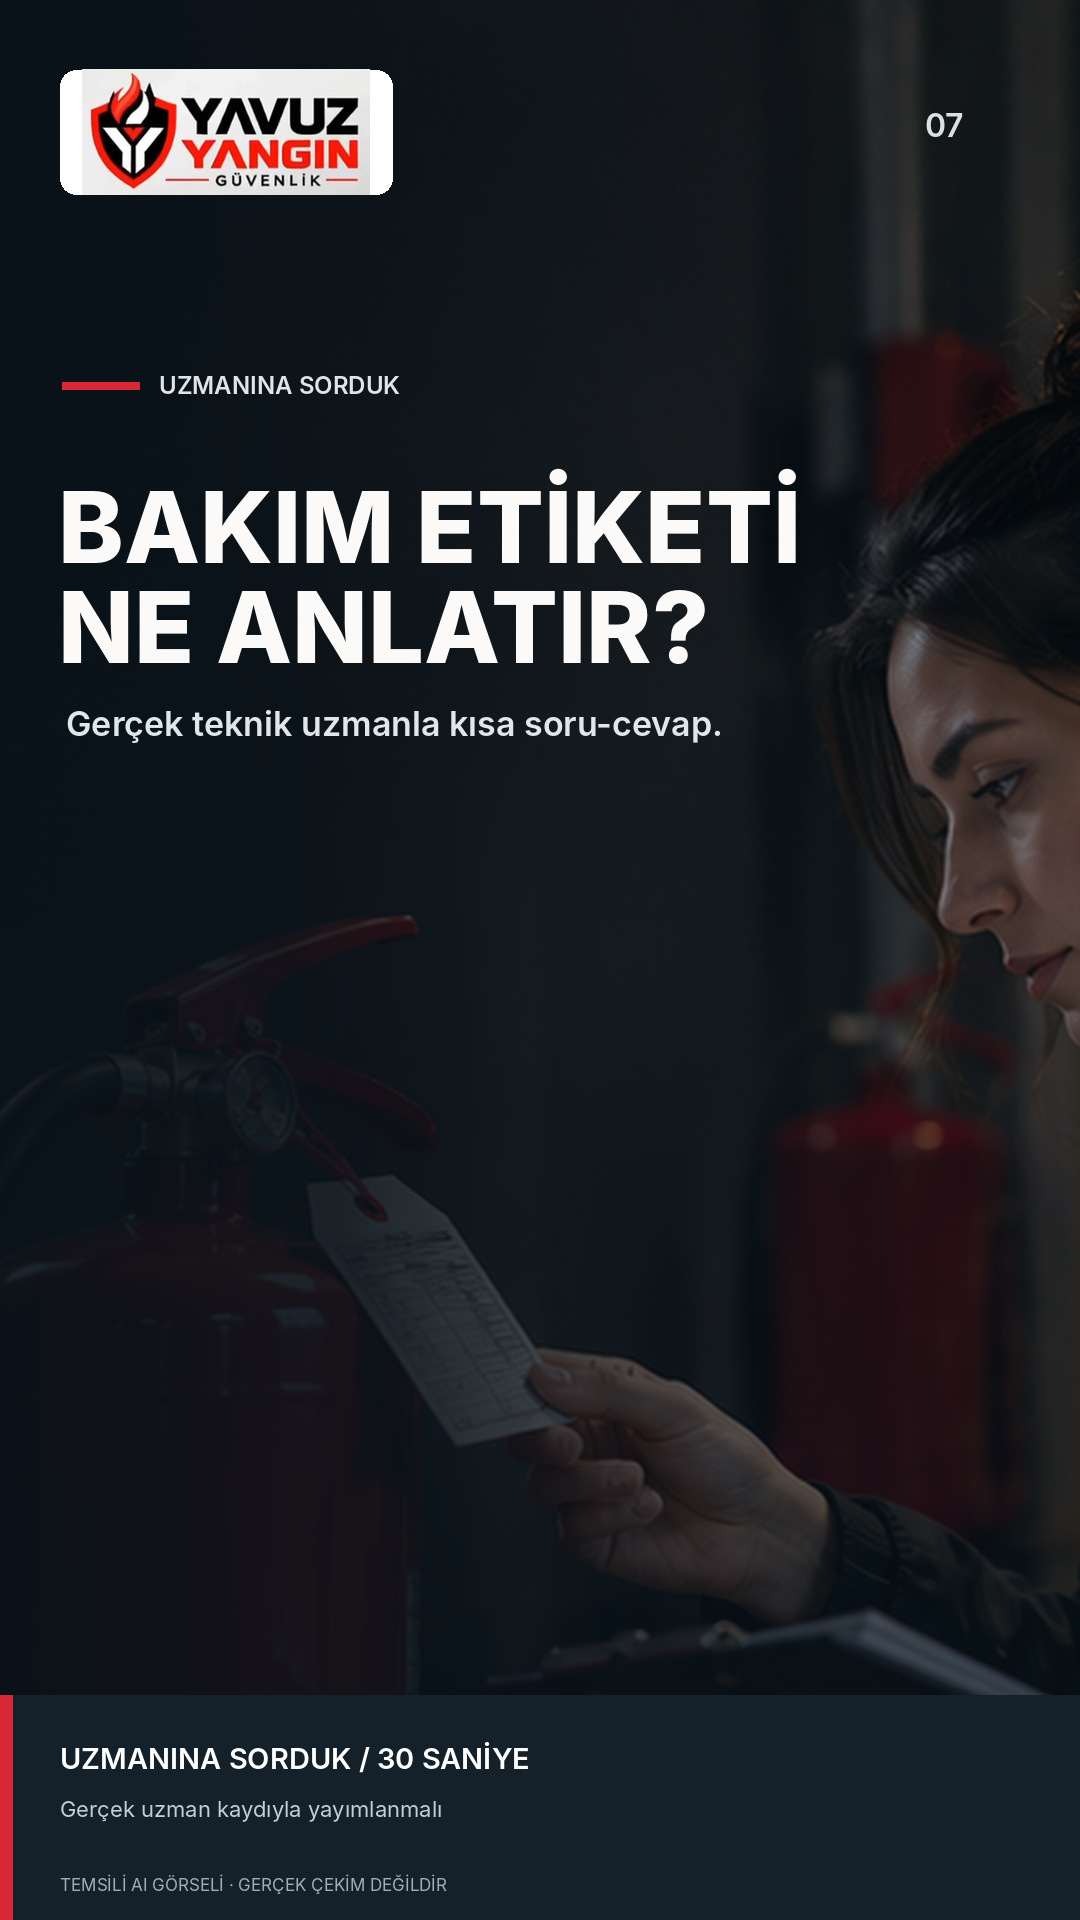 YAVUZ
YANGIN
GÜVENLİK
07
UZMANINA SORDUK
BAKIM ETİKETİ
NE ANLATIR?
Gerçek teknik uzmanla kısa soru-cevap.
UZMANINA SORDUK / 30 SANİYE
Gerçek uzman kaydıyla yayımlanmalı
TEMSİLİ AI GÖRSELİ · GERÇEK ÇEKİM DEĞİLDİR